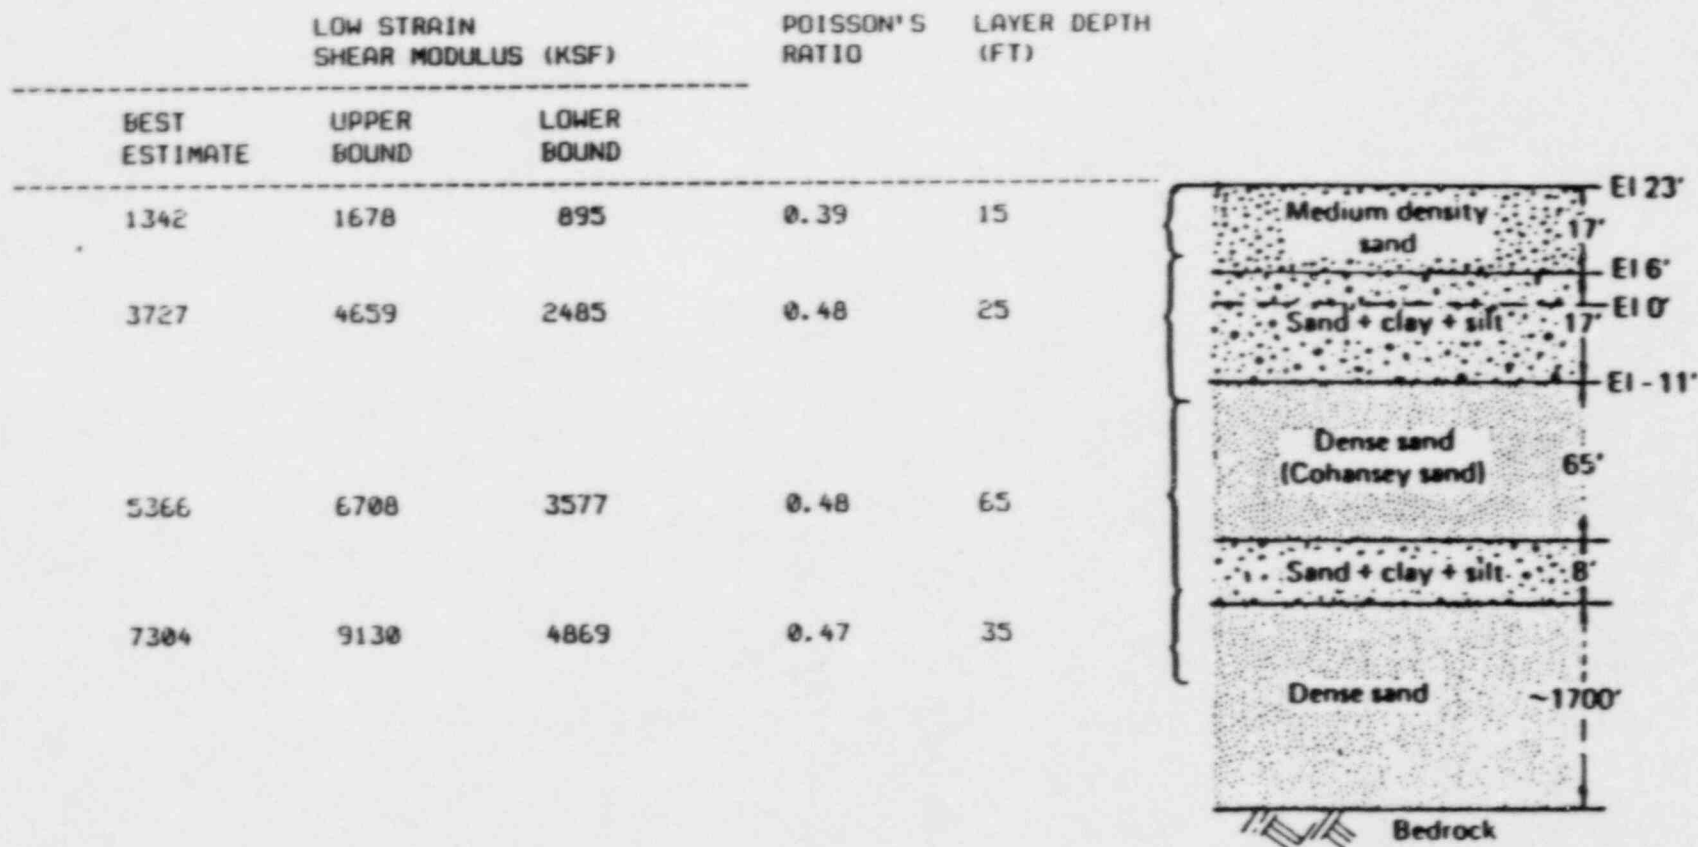 LOW STRAIN POISSON'S LAYER DEPTH
SHEAR MODULUS (KSF) RATIO (FT)
BEST UPPER LOWER
ESTIMATE BOUND BOUND
1342 1678 895 0.39 15
3727 4659 2485 0.48 25
5366 6708 3577 0.48 65
7304 9130 4869 0.47 35
El 23'
Medium density
sand
17'
El 6'
El 0'
Sand + clay + silt 17'
El - 11'
Dense sand
(Cohansey sand)
65'
Sand + clay + silt 8'
Dense sand ~1700'
Bedrock